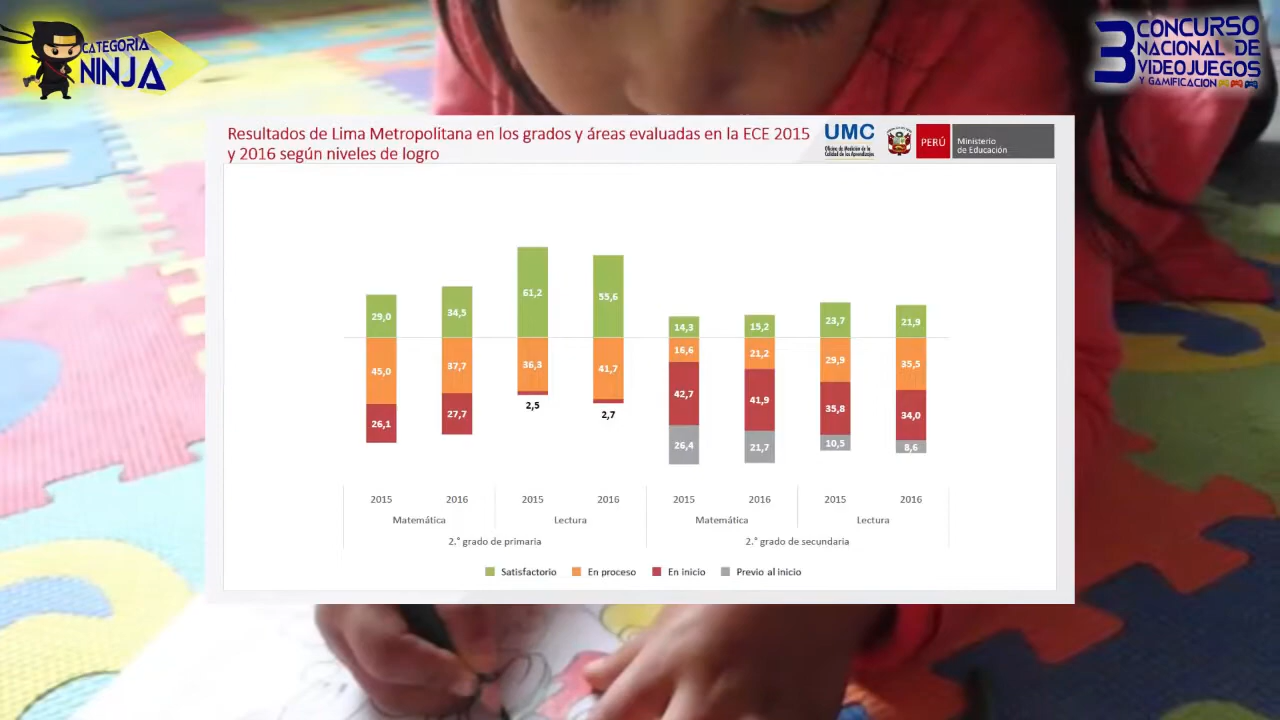 CATEGORÍA
NINJA
3 CONCURSO
NACIONAL DE
VIDEOJUEGOS
Y GAMIFICACIÓN
Resultados de Lima Metropolitana en los grados y áreas evaluadas en la ECE 2015
y 2016 según niveles de logro
UMC
Oficina de Medición de la
Calidad de los Aprendizajes
PERÚ
Ministerio
de Educación
29,0 34,5 61,2 55,6 14,3 15,2 23,7 21,9
45,0 37,7 36,3 41,7 16,6 21,2 29,9 35,5
26,1 27,7 2,5 2,7 42,7 41,9 35,8 34,0
26,4 21,7 10,5 8,6
2015 2016 2015 2016 2015 2016 2015 2016
Matemática Lectura Matemática Lectura
2.° grado de primaria 2.° grado de secundaria
Satisfactorio En proceso En inicio Previo al inicio